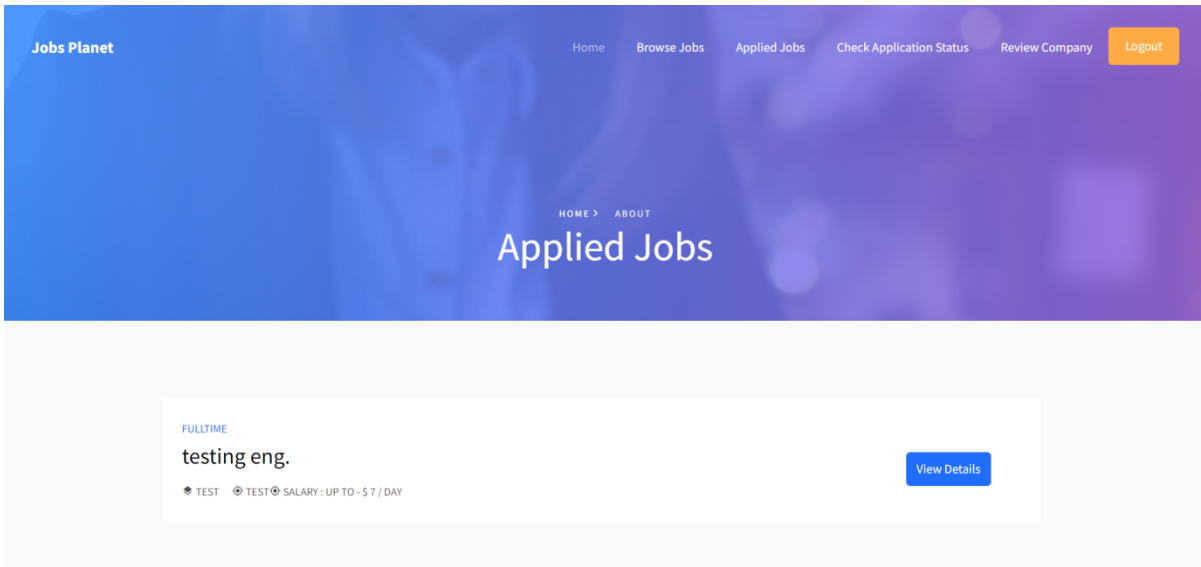 Jobs Planet Home Browse Jobs Applied Jobs Check Application Status Review Company Logout
HOME > ABOUT
Applied Jobs
FULLTIME
testing eng.
View Details
TEST TEST SALARY : UP TO - $ 7 / DAY